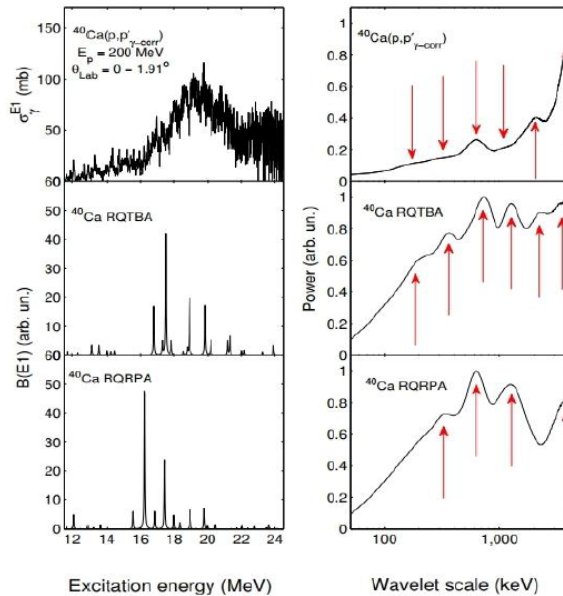 ⁴⁰Ca(p,p′γ-corr)
Eₚ = 200 MeV
θLab = 0 – 1.91°
σγ^E1 (mb)
150
100
50
60
⁴⁰Ca RQTBA
50
40
30
20
10
60
B(E1) (arb. un.)
⁴⁰Ca RQRPA
50
40
30
20
10
0
12 14 16 18 20 22 24
Excitation energy (MeV)
1
⁴⁰Ca(p,p′γ-corr)
0.8
0.6
0.4
0.2
0
1
⁴⁰Ca RQTBA
0.8
0.6
0.4
0.2
0
Power (arb. un.)
1
⁴⁰Ca RQRPA
0.8
0.6
0.4
0.2
0
100 1,000
Wavelet scale (keV)